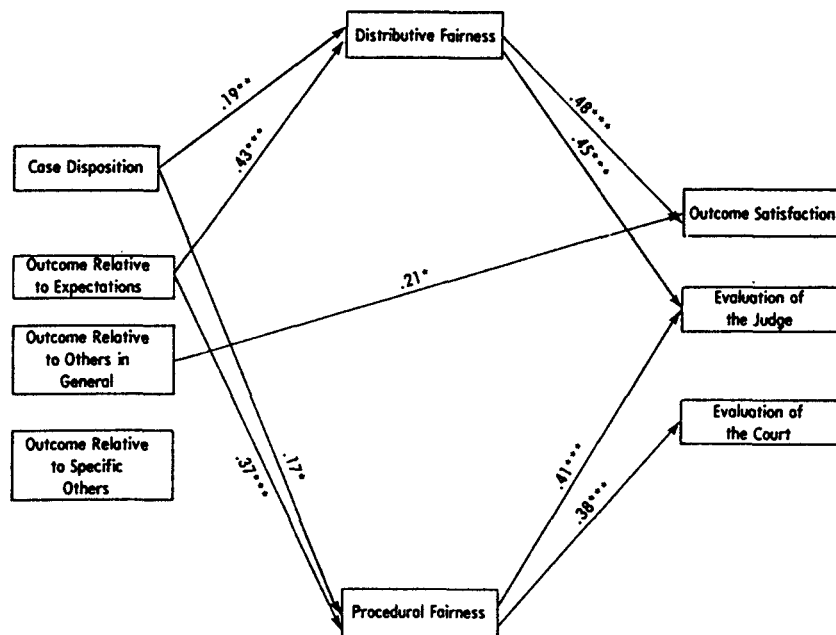 Distributive Fairness
.19**
.43***
.48***
.45***
Case Disposition
Outcome Satisfaction
Outcome Relative
to Expectations
.21*
Evaluation of
the Judge
Outcome Relative
to Others in
General
Evaluation of
the Court
Outcome Relative
to Specific
Others
.37***
.17*
.41***
.38***
Procedural Fairness